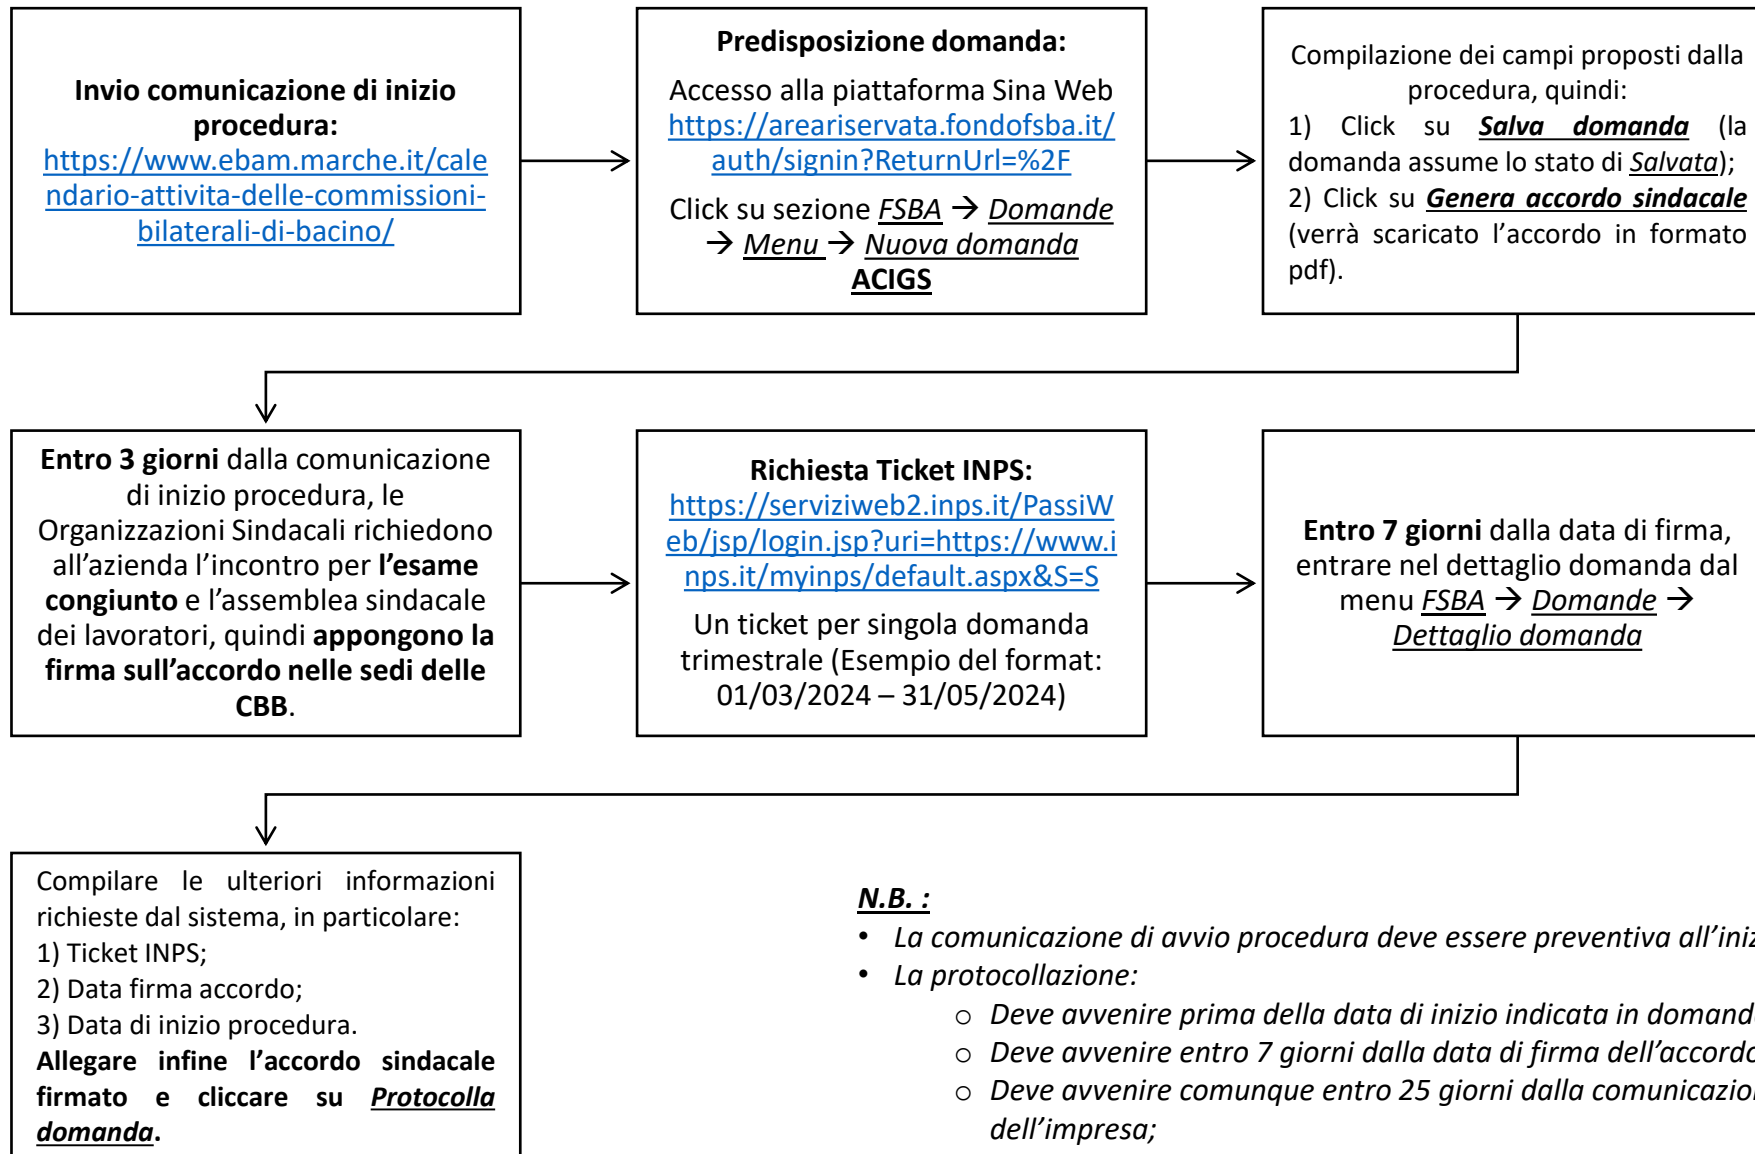 Invio comunicazione di inizio
procedura:
https://www.ebam.marche.it/cale
ndario-attivita-delle-commissioni-
bilaterali-di-bacino/
Predisposizione domanda:
Accesso alla piattaforma Sina Web
https://areariservata.fondofsba.it/
auth/signin?ReturnUrl=%2F
Click su sezione FSBA → Domande
→ Menu → Nuova domanda
ACIGS
Compilazione dei campi proposti dalla
procedura, quindi:
1) Click su Salva domanda (la
domanda assume lo stato di Salvata);
2) Click su Genera accordo sindacale
(verrà scaricato l’accordo in formato
pdf).
Entro 3 giorni dalla comunicazione
di inizio procedura, le
Organizzazioni Sindacali richiedono
all’azienda l’incontro per l’esame
congiunto e l’assemblea sindacale
dei lavoratori, quindi appongono la
firma sull’accordo nelle sedi delle
CBB.
Richiesta Ticket INPS:
https://serviziweb2.inps.it/PassiW
eb/jsp/login.jsp?uri=https://www.i
nps.it/myinps/default.aspx&S=S
Un ticket per singola domanda
trimestrale (Esempio del format:
01/03/2024 – 31/05/2024)
Entro 7 giorni dalla data di firma,
entrare nel dettaglio domanda dal
menu FSBA → Domande →
Dettaglio domanda
Compilare le ulteriori informazioni
richieste dal sistema, in particolare:
1) Ticket INPS;
2) Data firma accordo;
3) Data di inizio procedura.
Allegare infine l’accordo sindacale
firmato e cliccare su Protocolla
domanda.
N.B. :
• La comunicazione di avvio procedura deve essere preventiva
• La protocollazione:
o Deve avvenire prima della data di inizio indicata in
o Deve avvenire entro 7 giorni dalla data di firma
o Deve avvenire comunque entro 25 giorni dalla
dell’impresa;